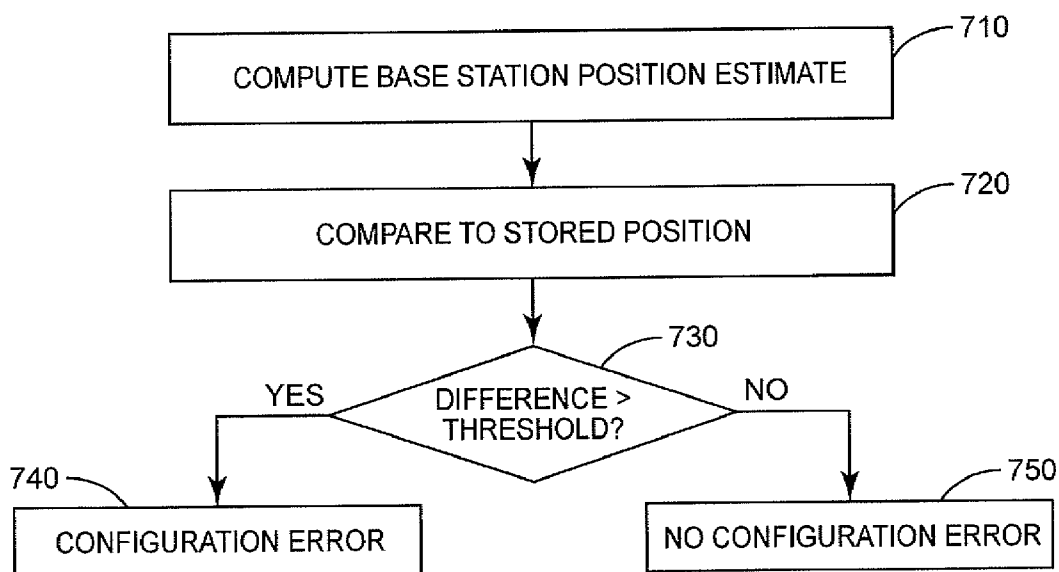 710
COMPUTE BASE STATION POSITION ESTIMATE
720
COMPARE TO STORED POSITION
730
YES
DIFFERENCE >
THRESHOLD?
NO
740
CONFIGURATION ERROR
750
NO CONFIGURATION ERROR